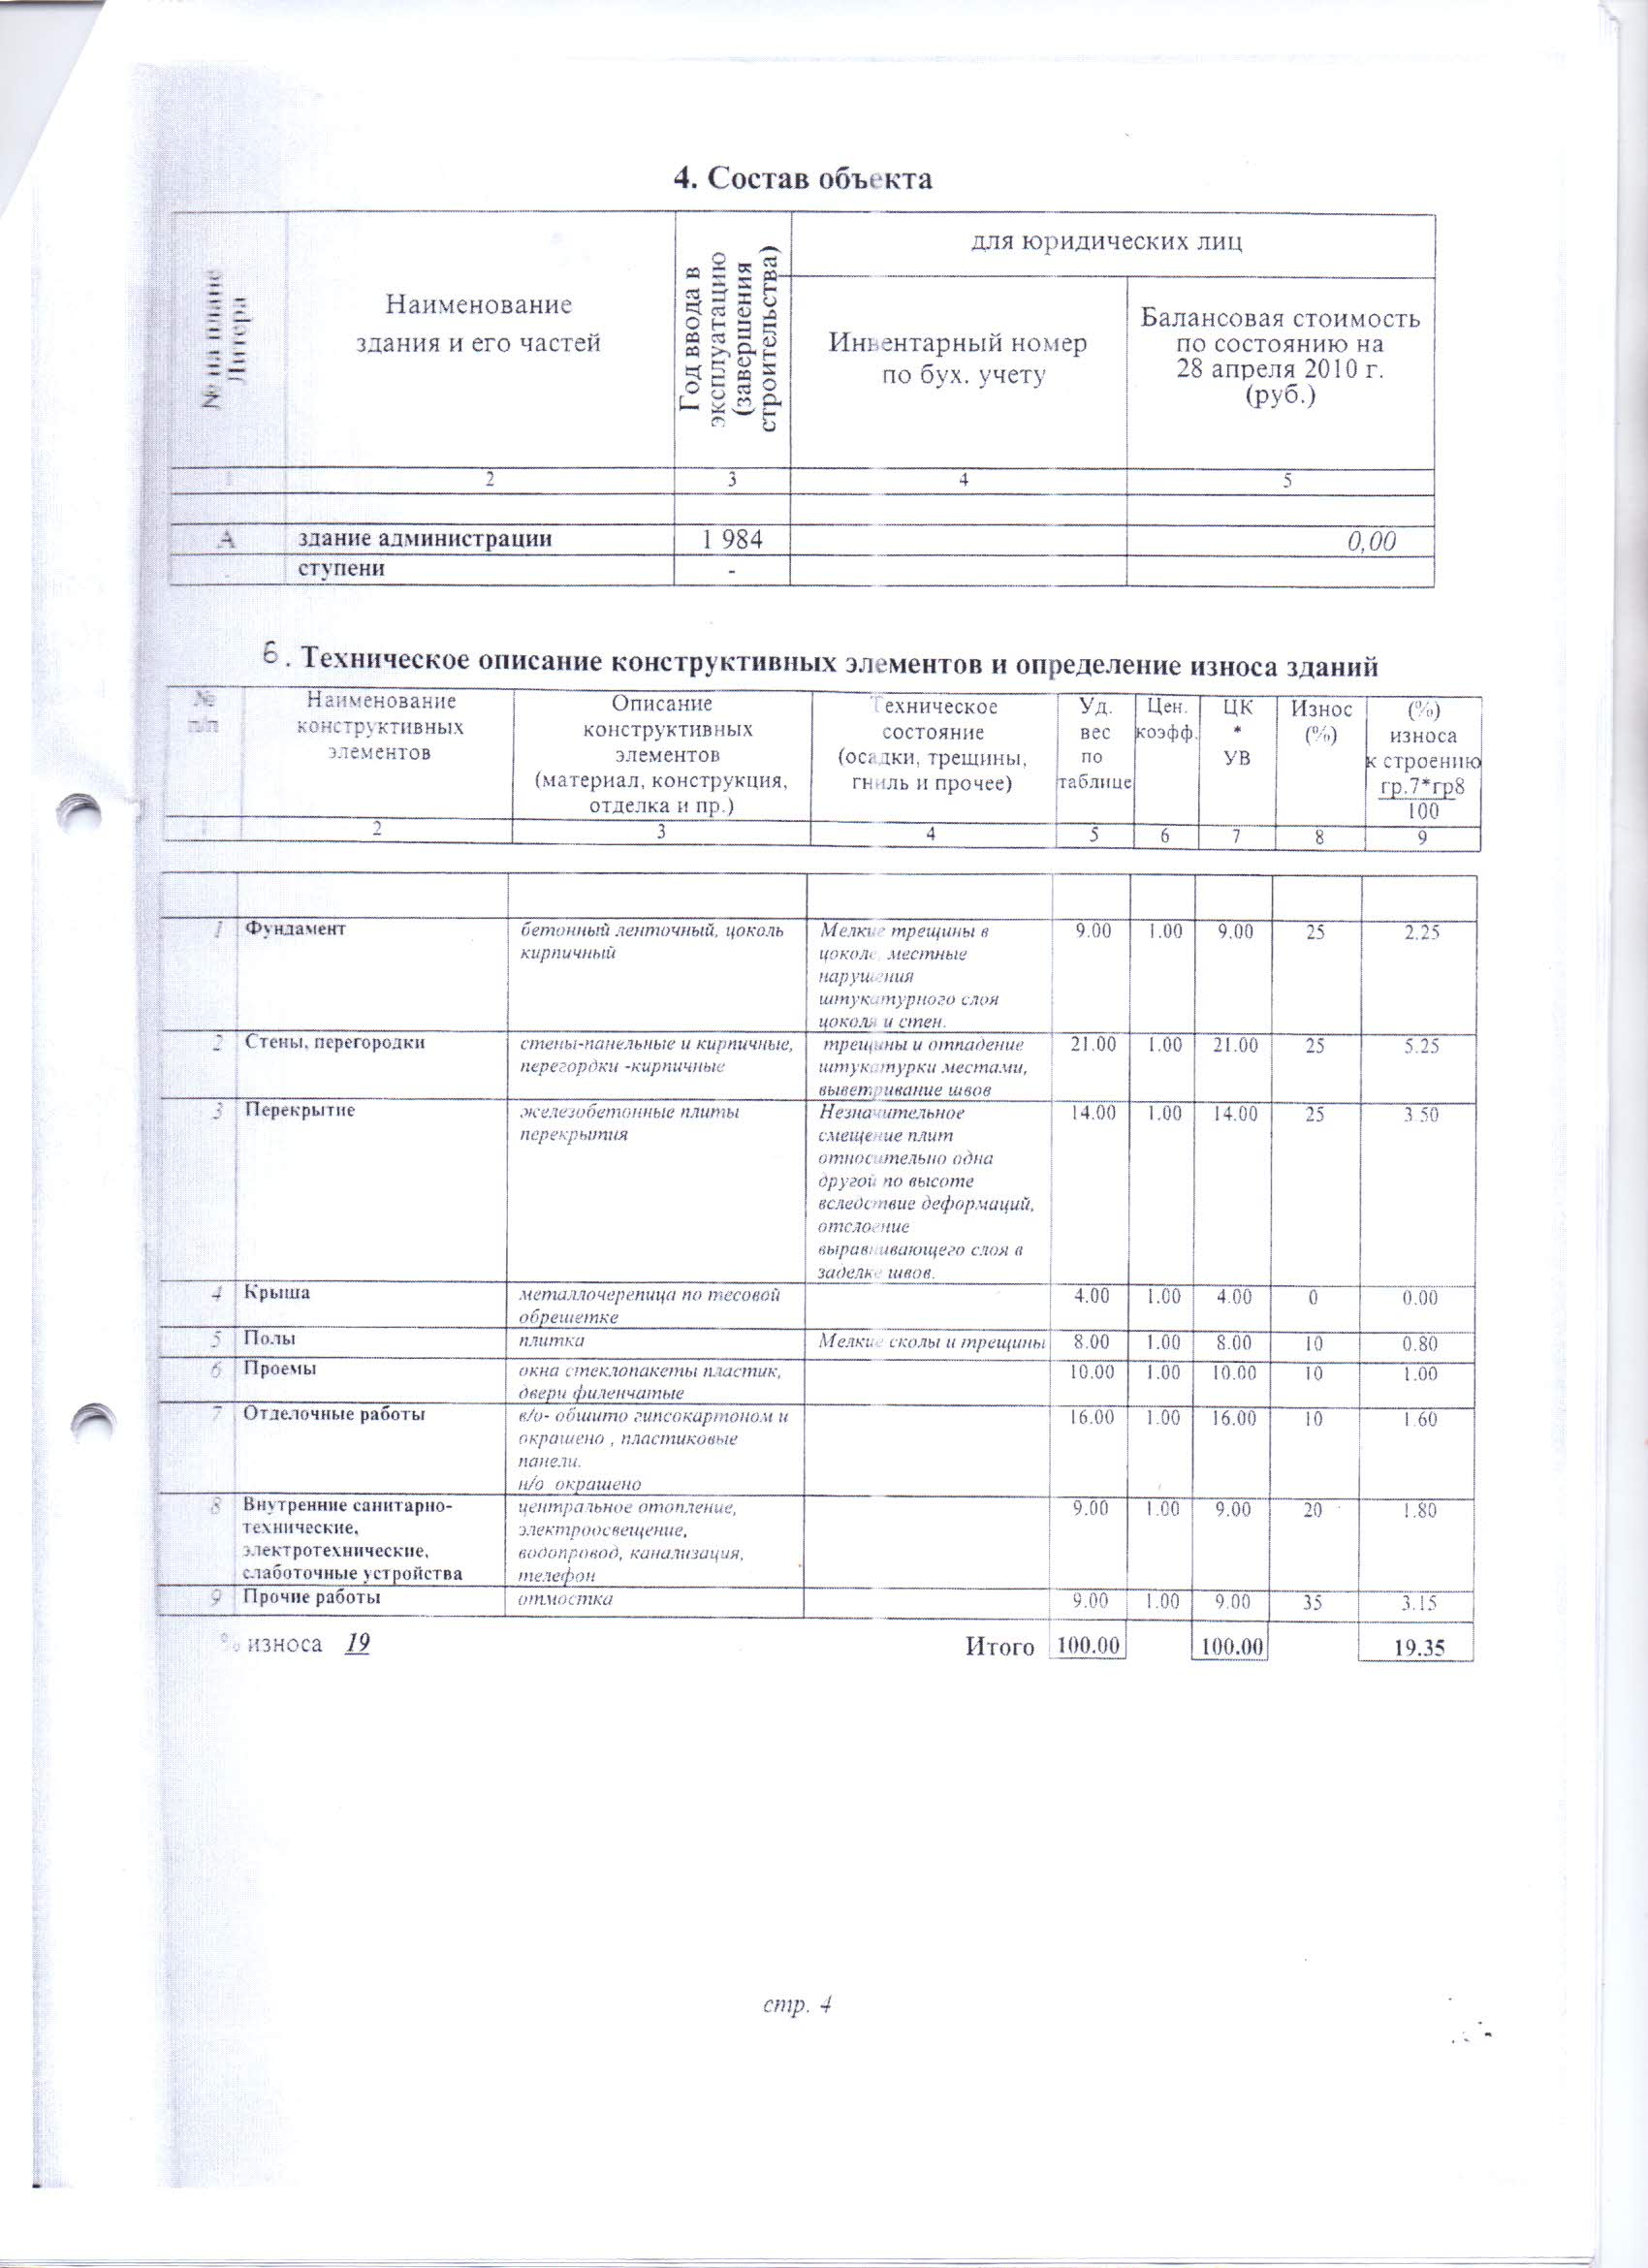 4. Состав объекта
№ на плане
Литера
Наименование
здания и его частей
Год ввода в
эксплуатацию
(завершения
строительства)
для юридических лиц
Инвентарный номер
по бух. учету
Балансовая стоимость
по состоянию на
28 апреля 2010 г.
(руб.)
1 2 3 4 5
А здание администрации 1 984 0,00
ступени -
6. Техническое описание конструктивных элементов и определение износа зданий
№
п/п
Наименование
конструктивных
элементов
Описание
конструктивных
элементов
(материал, конструкция,
отделка и пр.)
Техническое
состояние
(осадки, трещины,
гниль и прочее)
Уд.
вес
по
таблице
Цен.
коэфф.
ЦК
*
УВ
Износ
(%)
(%)
износа
к строению
гр.7*гр8
100
1 2 3 4 5 6 7 8 9
1 Фундамент бетонный ленточный, цоколь Мелкие трещины в 9.00 1.00 9.00 25 2.25
кирпичный цоколе, местные
нарушения
штукатурного слоя
цоколя и стен.
2 Стены, перегородки стены-панельные и кирпичные, трещины и отпадение 21.00 1.00 21.00 25 5.25
перегордки -кирпичные штукатурки местами,
выветривание швов
3 Перекрытие железобетонные плиты Незначительное 14.00 1.00 14.00 25 3.50
перекрытия смещение плит
относительно одна
другой по высоте
вследствие деформаций,
отслоение
выравнивающего слоя в
заделке швов.
4 Крыша металлочерепица по тесовой 4.00 1.00 4.00 0 0.00
обрешетке
5 Полы плитка Мелкие сколы и трещины 8.00 1.00 8.00 10 0.80
6 Проемы окна стеклопакеты пластик, 10.00 1.00 10.00 10 1.00
двери филенчатые
7 Отделочные работы в/о- обшито гипсокартоном и 16.00 1.00 16.00 10 1.60
окрашено , пластиковые
панели.
н/о окрашено
8 Внутренние санитарно- центральное отопление, 9.00 1.00 9.00 20 1.80
технические, электроосвещение,
электротехнические, водопровод, канализация,
слаботочные устройства телефон
9 Прочие работы отмостка 9.00 1.00 9.00 35 3.15
% износа 19 Итого 100.00 100.00 19.35
стр. 4